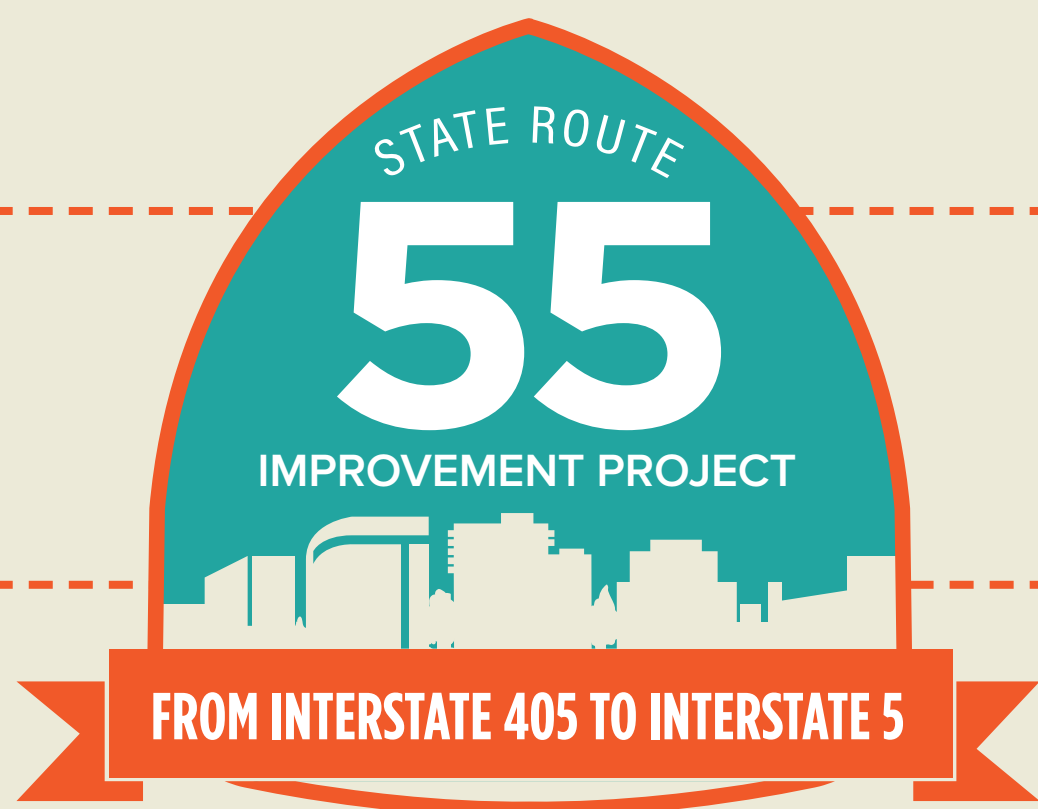 STATE ROUTE
55
IMPROVEMENT PROJECT
FROM INTERSTATE 405 TO INTERSTATE 5